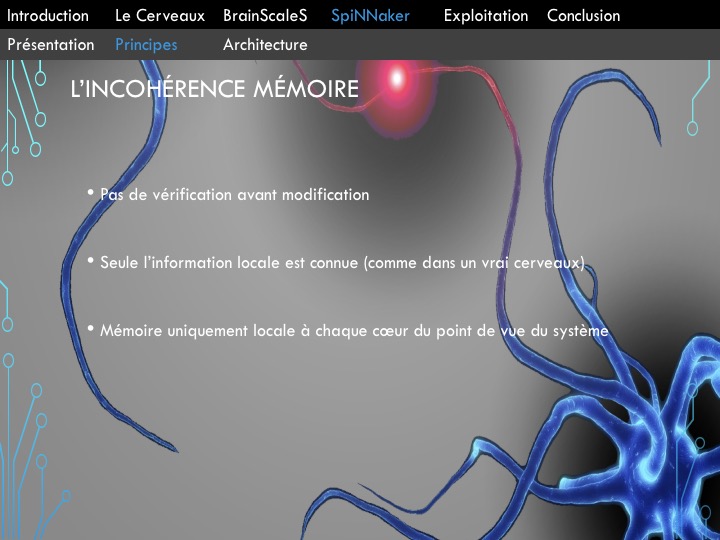 Introduction Le Cerveaux BrainScaleS SpiNNaker Exploitation Conclusion
Présentation Principes Architecture
L'INCOHÉRENCE MÉMOIRE
• Pas de vérification avant modification
• Seule l'information locale est connue (comme dans un vrai cerveaux)
• Mémoire uniquement locale à chaque cœur du point de vue du système